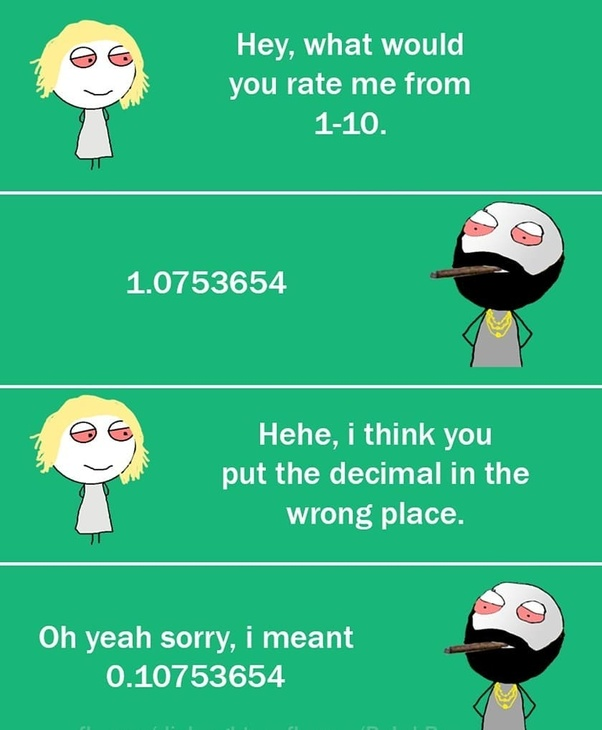 Hey, what would
you rate me from
1-10.
1.0753654
Hehe, i think you
put the decimal in the
wrong place.
Oh yeah sorry, i meant
0.10753654